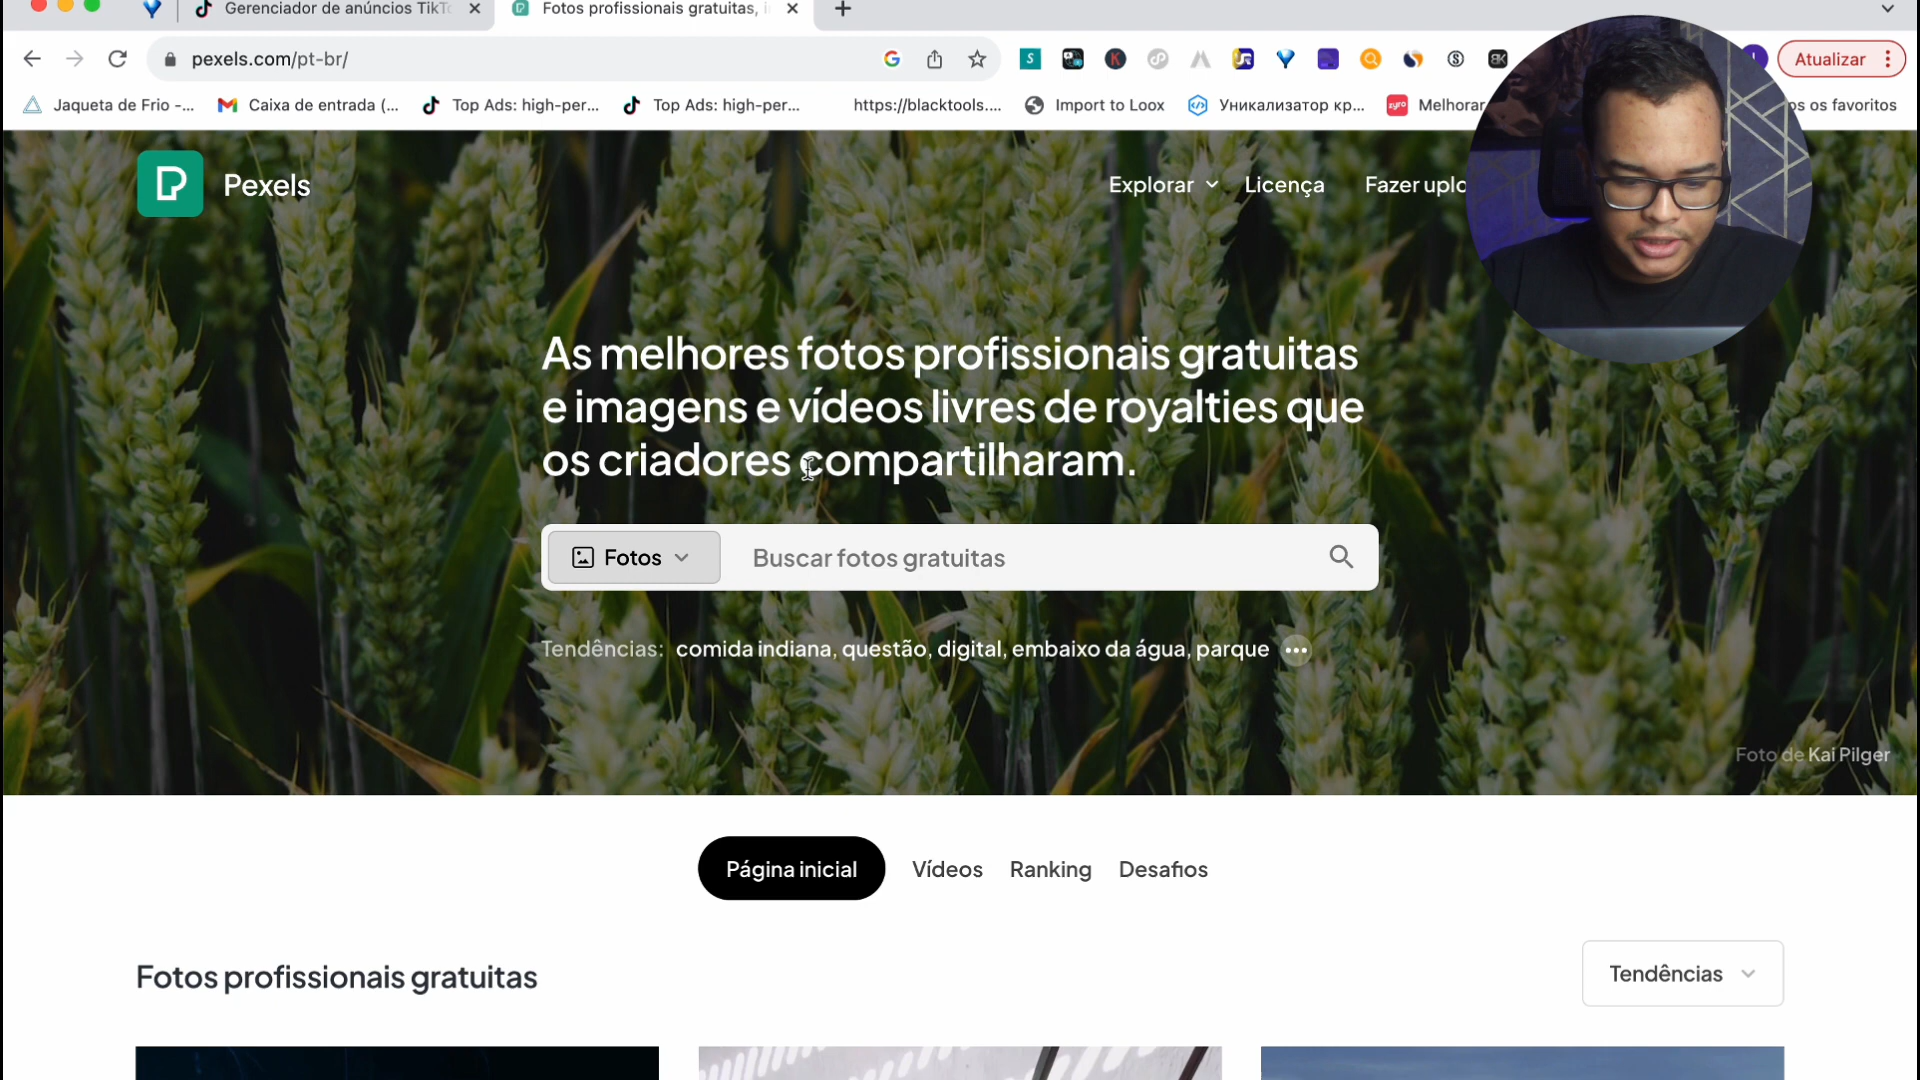 Gerenciador de anúncios TikTo
Fotos profissionais gratuitas, i
pexels.com/pt-br/
Atualizar
Jaqueta de Frio -...
Caixa de entrada (...
Top Ads: high-per...
Top Ads: high-per...
https://blacktools....
Import to Loox
Уникализатор кр...
zyro
Melhorar
os os favoritos
Pexels
Explorar
Licença
Fazer uplo
As melhores fotos profissionais gratuitas
e imagens e vídeos livres de royalties que
os criadores compartilharam.
Fotos
Buscar fotos gratuitas
Tendências: comida indiana, questão, digital, embaixo da água, parque
Foto de Kai Pilger
Página inicial
Vídeos
Ranking
Desafios
Fotos profissionais gratuitas
Tendências